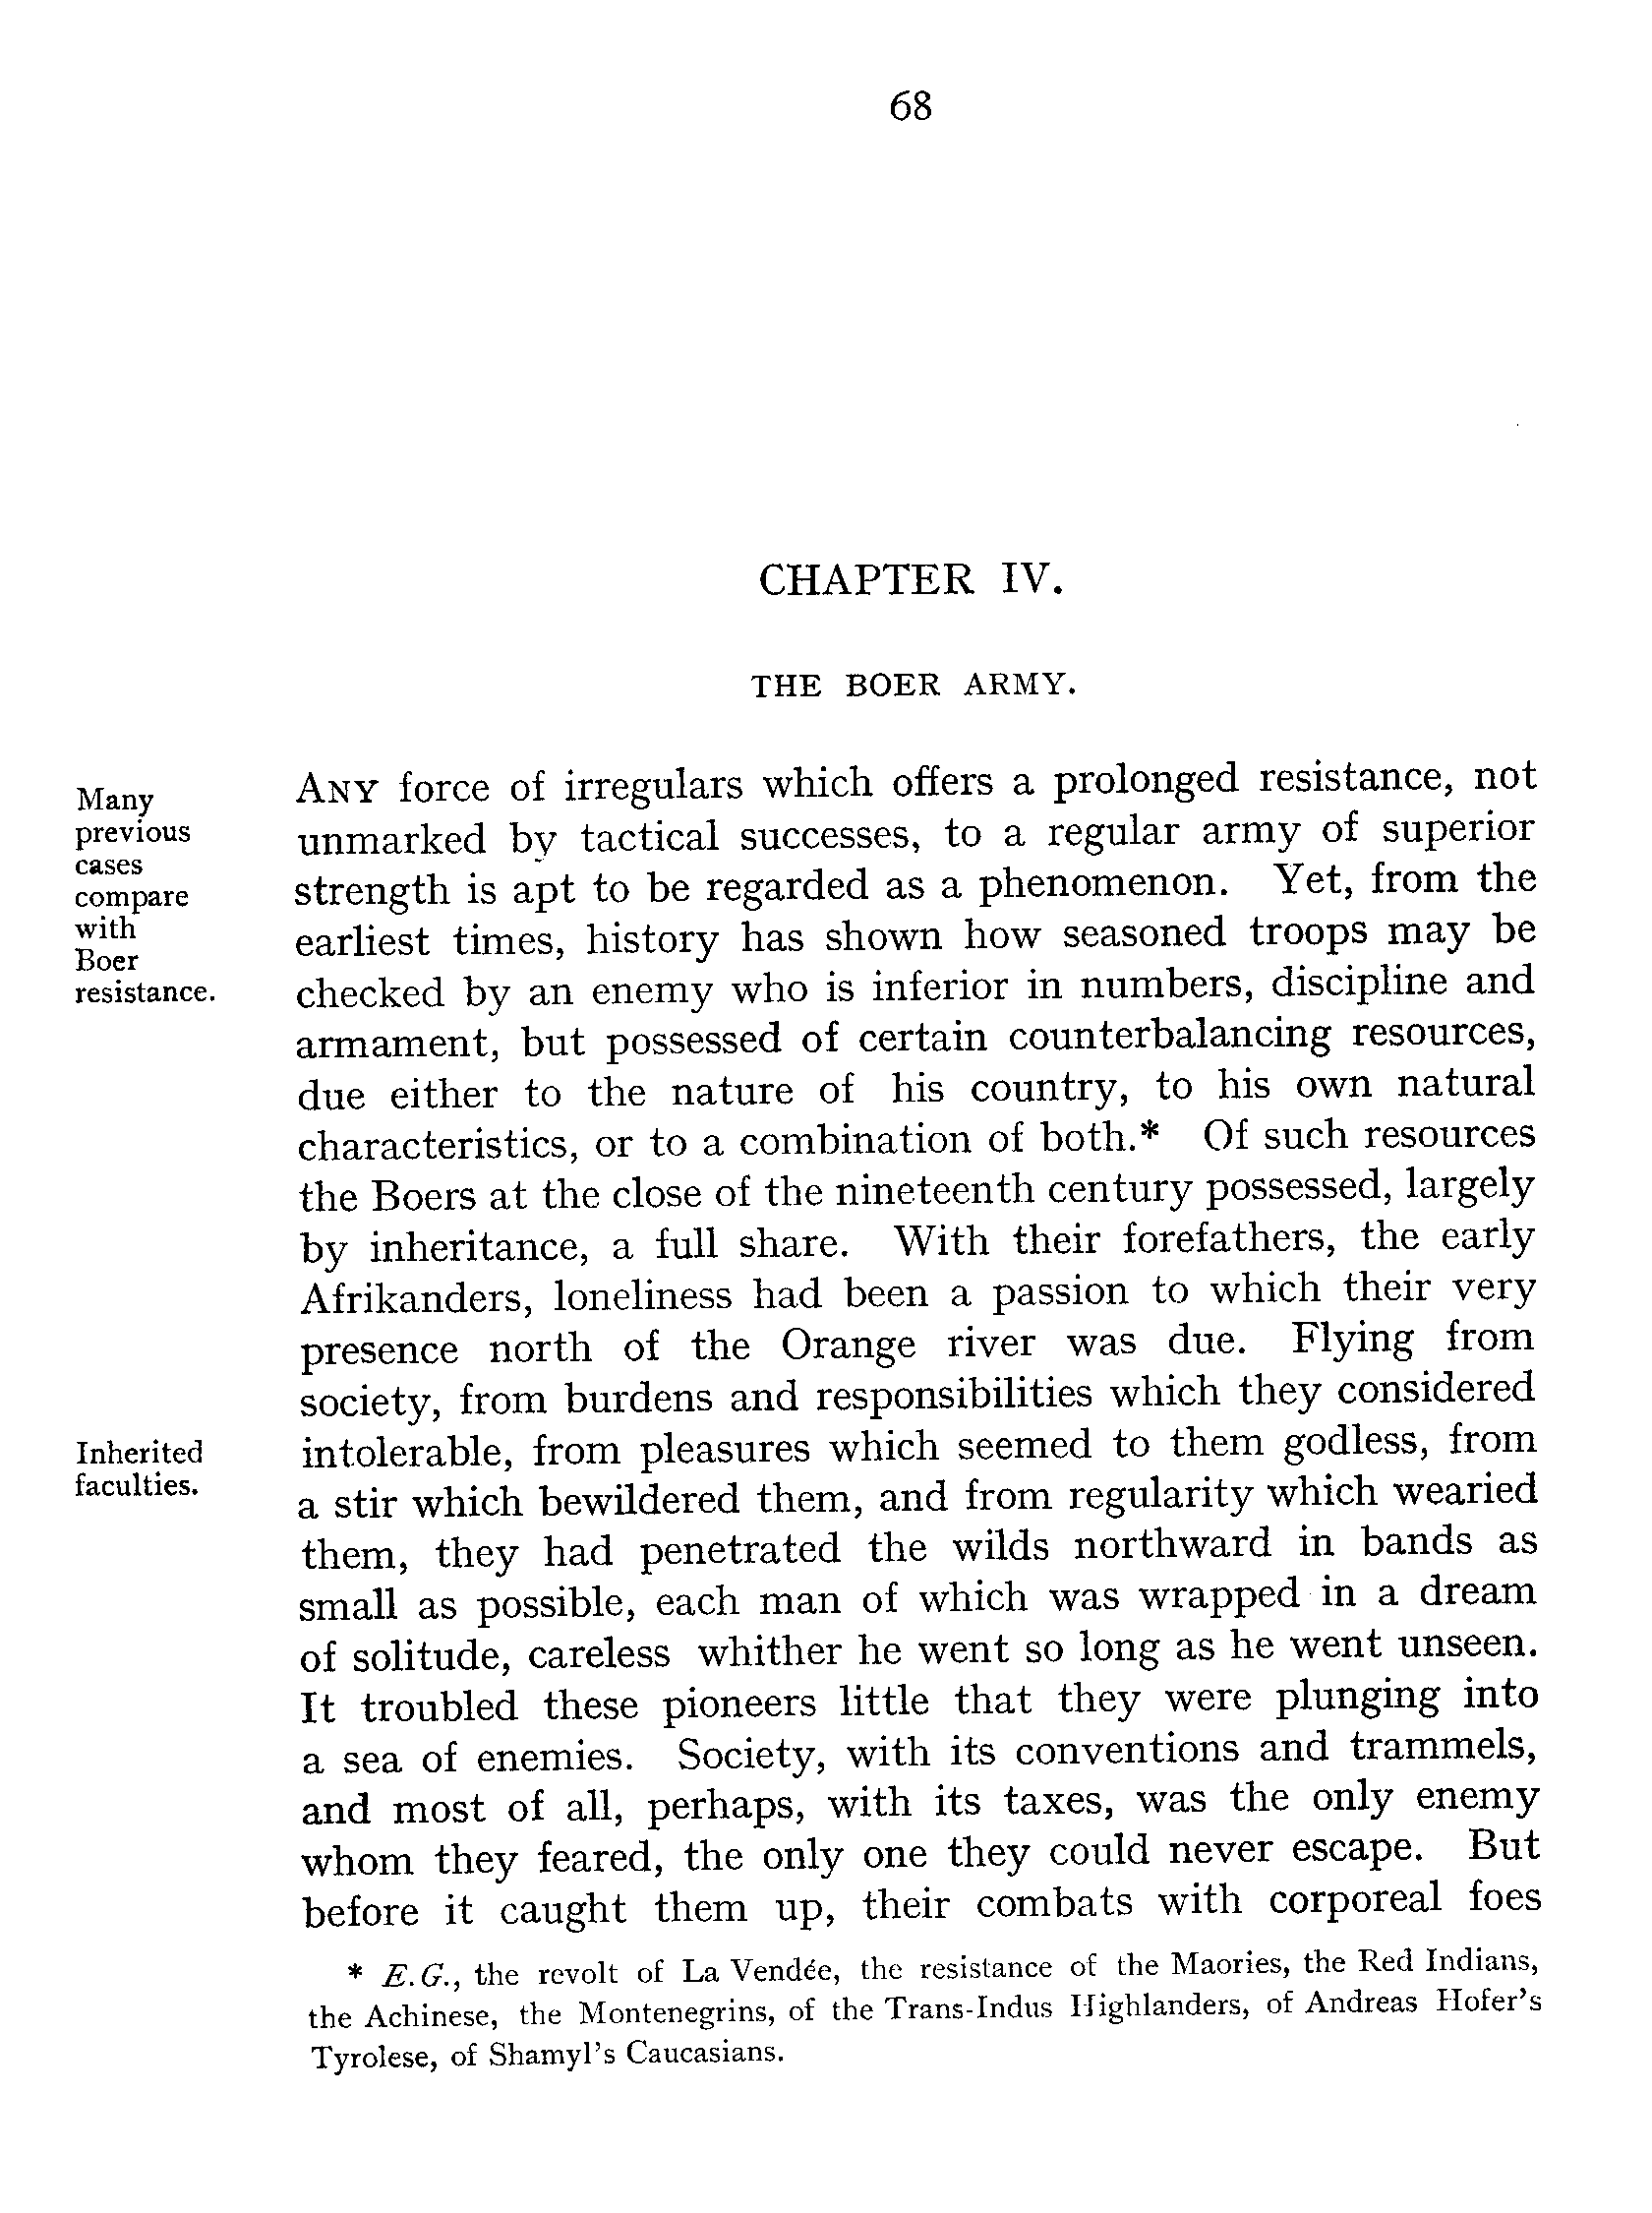 68
CHAPTER IV.
THE BOER ARMY.
Many
previous
cases
compare
with
Boer
resistance.
ANY force of irregulars which offers a prolonged resistance, not
unmarked by tactical successes, to a regular army of superior
strength is apt to be regarded as a phenomenon. Yet, from the
earliest times, history has shown how seasoned troops may be
checked by an enemy who is inferior in numbers, discipline and
armament, but possessed of certain counterbalancing resources,
due either to the nature of his country, to his own natural
characteristics, or to a combination of both.* Of such resources
the Boers at the close of the nineteenth century possessed, largely
by inheritance, a full share. With their forefathers, the early
Afrikanders, loneliness had been a passion to which their very
presence north of the Orange river was due. Flying from
society, from burdens and responsibilities which they considered
Inherited
faculties.
intolerable, from pleasures which seemed to them godless, from
a stir which bewildered them, and from regularity which wearied
them, they had penetrated the wilds northward in bands as
small as possible, each man of which was wrapped in a dream
of solitude, careless whither he went so long as he went unseen.
It troubled these pioneers little that they were plunging into
a sea of enemies. Society, with its conventions and trammels,
and most of all, perhaps, with its taxes, was the only enemy
whom they feared, the only one they could never escape. But
before it caught them up, their combats with corporeal foes
* E.G., the revolt of La Vendée, the resistance of the Maories, the Red Indians,
the Achinese, the Montenegrins, of the Trans-Indus Highlanders, of Andreas Hofer's
Tyrolese, of Shamyl's Caucasians.